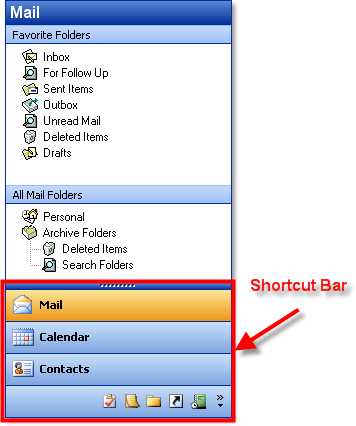 Mail
Favorite Folders
Inbox
For Follow Up
Sent Items
Outbox
Unread Mail
Deleted Items
Drafts
All Mail Folders
Personal
Archive Folders
Deleted Items
Search Folders
Shortcut Bar
Mail
Calendar
Contacts